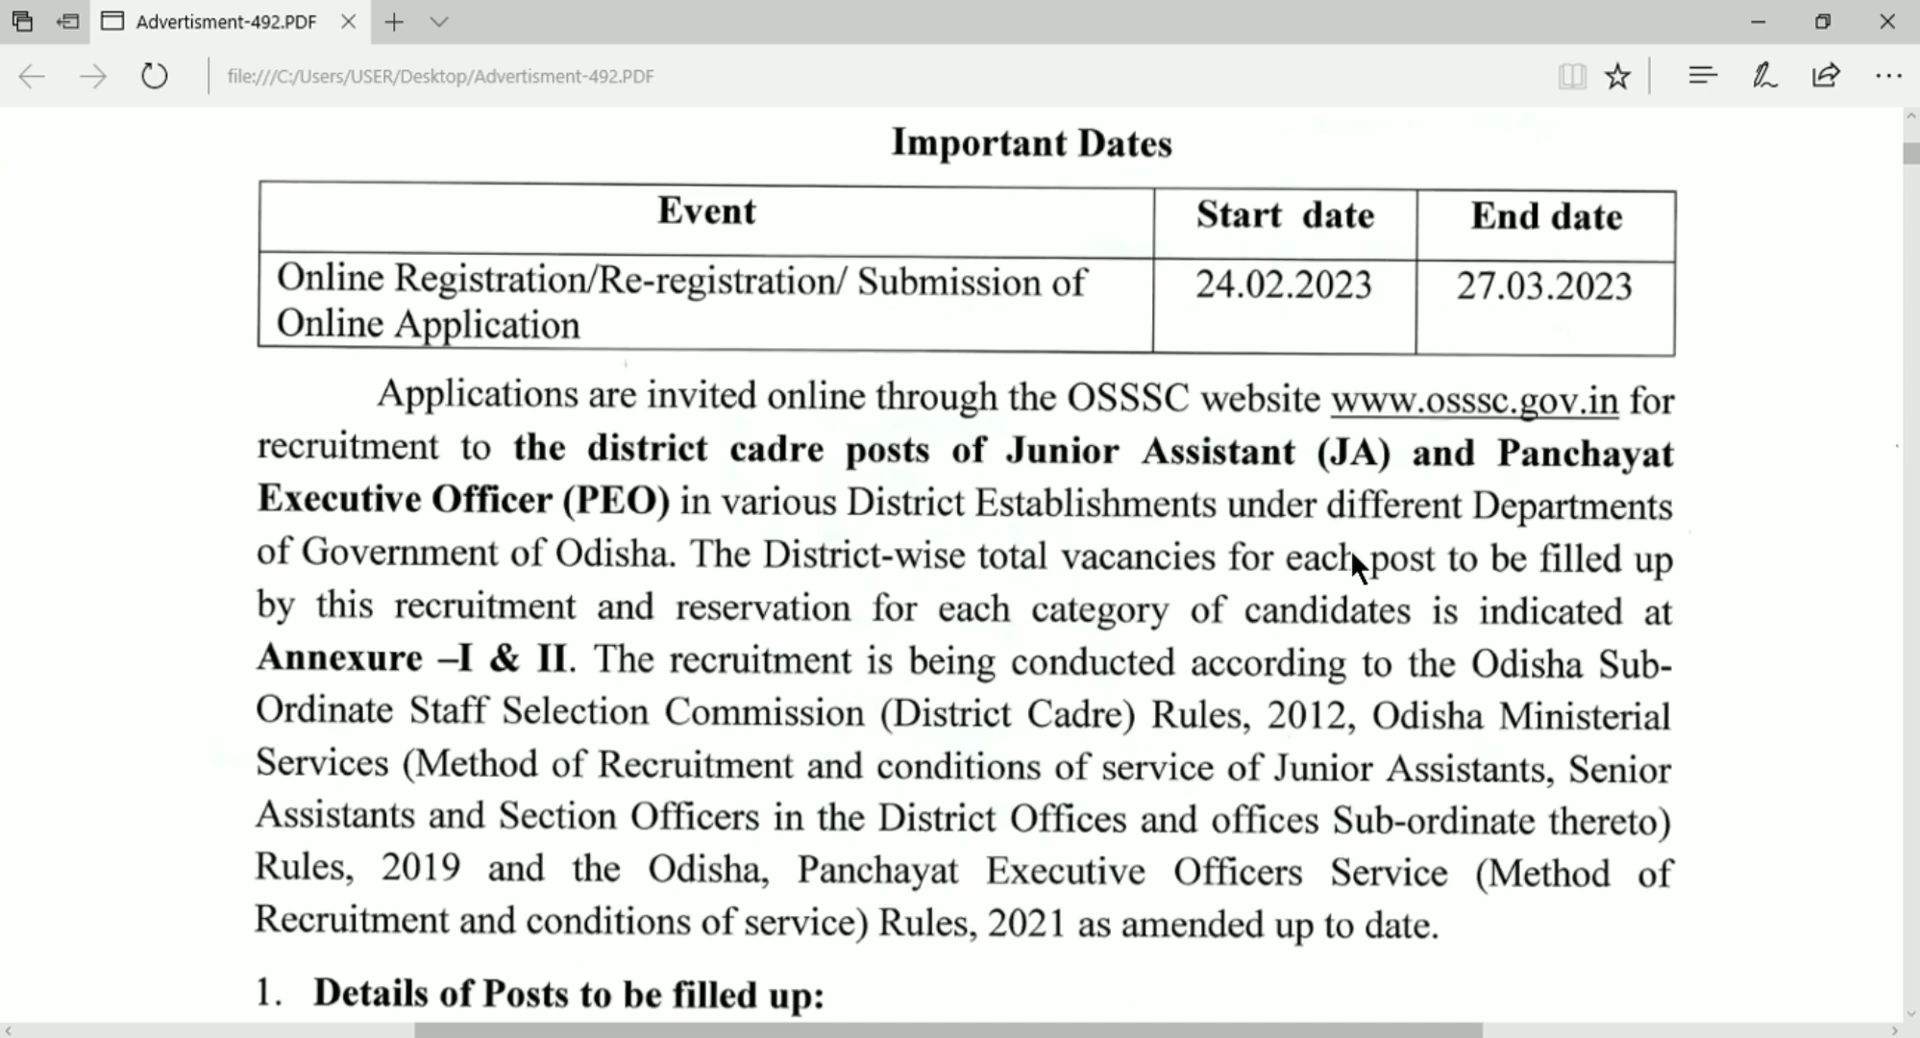 Advertisment-492.PDF
file:///C:/Users/USER/Desktop/Advertisment-492.PDF
Important Dates
Event Start date End date
Online Registration/Re-registration/ Submission of 24.02.2023 27.03.2023
Online Application
Applications are invited online through the OSSSC website www.osssc.gov.in for
recruitment to the district cadre posts of Junior Assistant (JA) and Panchayat
Executive Officer (PEO) in various District Establishments under different Departments
of Government of Odisha. The District-wise total vacancies for each post to be filled up
by this recruitment and reservation for each category of candidates is indicated at
Annexure –I & II. The recruitment is being conducted according to the Odisha Sub-
Ordinate Staff Selection Commission (District Cadre) Rules, 2012, Odisha Ministerial
Services (Method of Recruitment and conditions of service of Junior Assistants, Senior
Assistants and Section Officers in the District Offices and offices Sub-ordinate thereto)
Rules, 2019 and the Odisha, Panchayat Executive Officers Service (Method of
Recruitment and conditions of service) Rules, 2021 as amended up to date.
1. Details of Posts to be filled up: